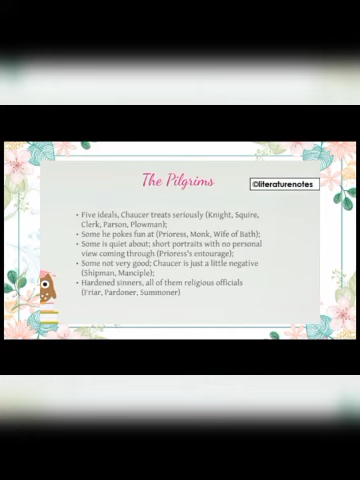 The Pilgrims
©literaturenotes
• Five ideals, Chaucer treats seriously (Knight, Squire,
Clerk, Parson, Plowman);
• Some he pokes fun at (Prioress, Monk, Wife of Bath);
• Some is quiet about; short portraits with no personal
view coming through (Prioress's entourage);
• Some not very good; Chaucer is just a little negative
(Shipman, Manciple);
• Hardened sinners, all of them religious officials
(Friar, Pardoner, Summoner)